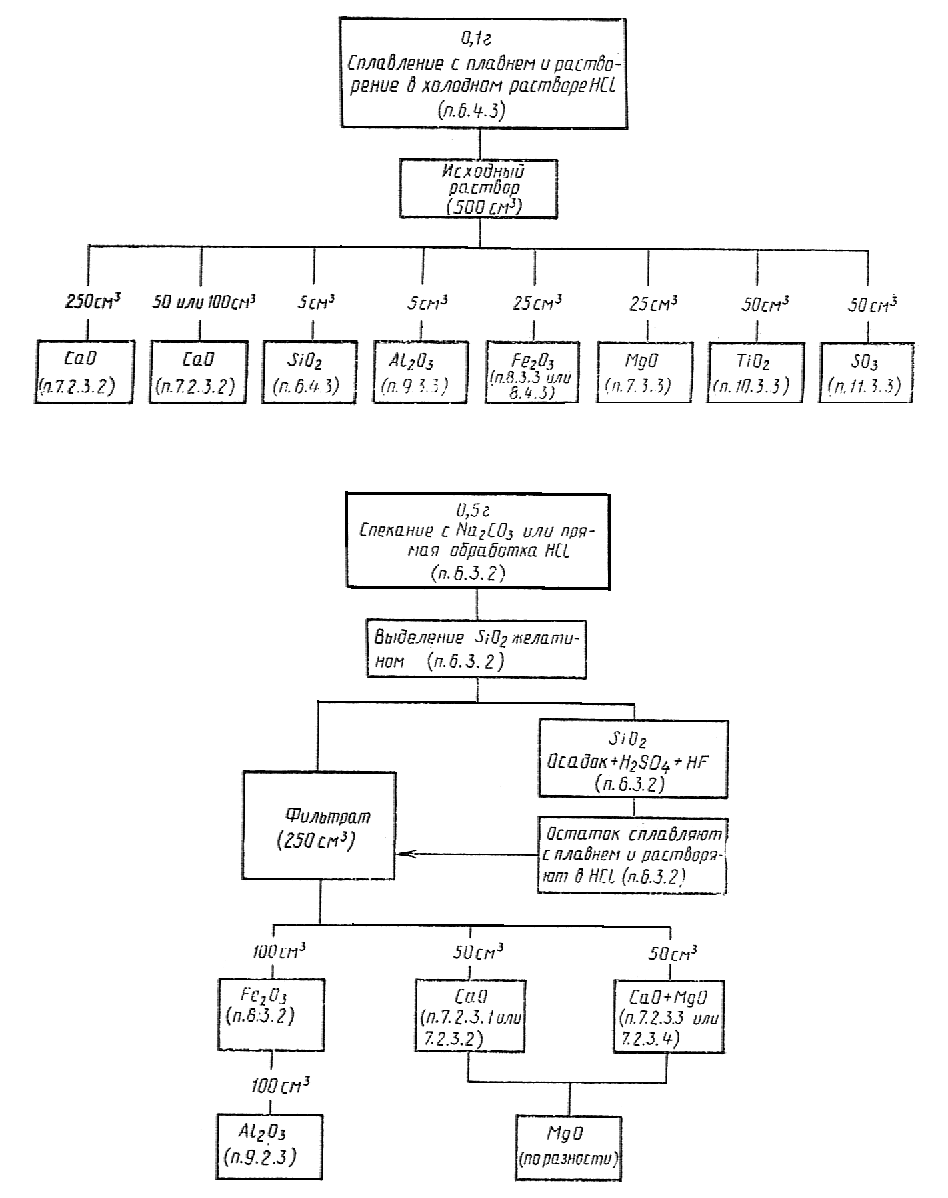 0,1г
Сплавление с плавнем и раство-
рение в холодном растворе HCl
(п.6.4.3)
Исходный
раствор
(500 см³)
250см³ 50 или 100см³ 5см³ 5см³ 25см³ 25см³ 50см³ 50см³
CaO CaO SiO₂ Al₂O₃ Fe₂O₃ MgO TiO₂ SO₃
(п.7.2.3.2) (п.7.2.3.2) (п.6.4.3) (п.9.3.3) (п.8.3.3 или (п.7.3.3) (п.10.3.3) (п.11.3.3)
8.4.3)
0,5г
Спекание с Na₂CO₃ или пря-
мая обработка HCl
(п.6.3.2)
Выделение SiO₂ желати-
ном (п.6.3.2)
SiO₂
Осадок+H₂SO₄+HF
(п.6.3.2)
Фильтрат
(250см³)
Остаток сплавляют
с плавнем и растворя-
ют в HCl (п.6.3.2)
100см³ 50см³ 50см³
Fe₂O₃ CaO CaO+MgO
(п.8.3.2) (п.7.2.3.1 или (п.7.2.3.3 или
7.2.3.2) 7.2.3.4)
100см³
Al₂O₃ MgO
(п.9.2.3) (по разности)